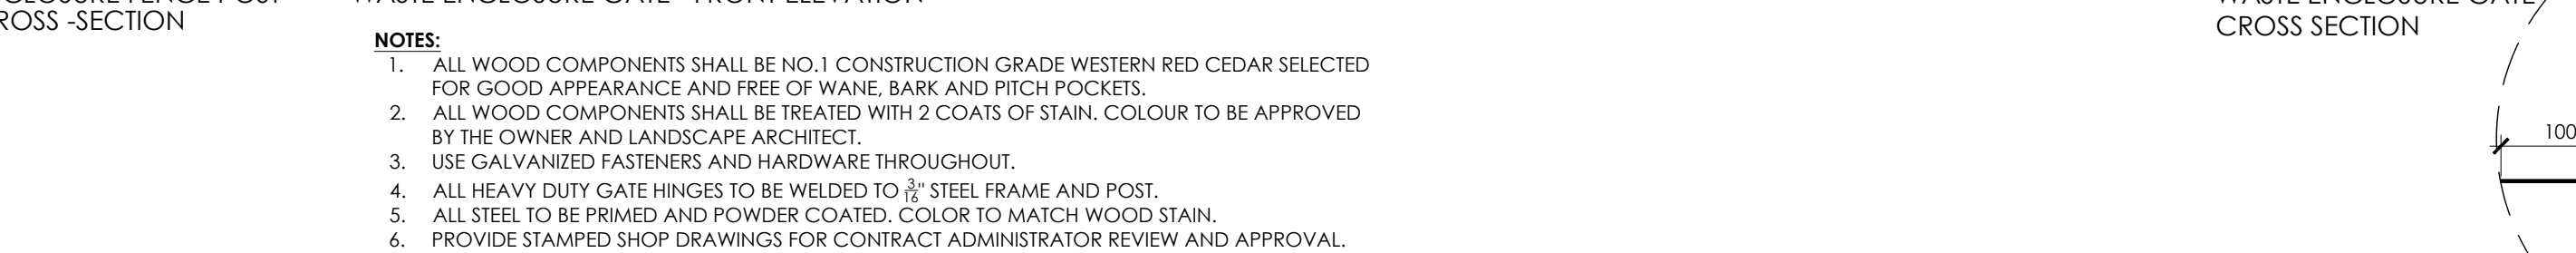 CROSS -SECTION
NOTES:
1. ALL WOOD COMPONENTS SHALL BE NO.1 CONSTRUCTION GRADE WESTERN RED CEDAR SELECTED
FOR GOOD APPEARANCE AND FREE OF WANE, BARK AND PITCH POCKETS.
2. ALL WOOD COMPONENTS SHALL BE TREATED WITH 2 COATS OF STAIN. COLOUR TO BE APPROVED
BY THE OWNER AND LANDSCAPE ARCHITECT.
3. USE GALVANIZED FASTENERS AND HARDWARE THROUGHOUT.
4. ALL HEAVY DUTY GATE HINGES TO BE WELDED TO 3/16" STEEL FRAME AND POST.
5. ALL STEEL TO BE PRIMED AND POWDER COATED. COLOR TO MATCH WOOD STAIN.
6. PROVIDE STAMPED SHOP DRAWINGS FOR CONTRACT ADMINISTRATOR REVIEW AND APPROVAL.
WASTE ENCLOSURE GATE
CROSS SECTION
100